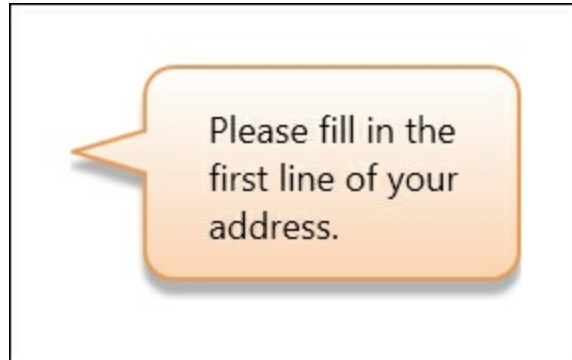 Please fill in the
first line of your
address.